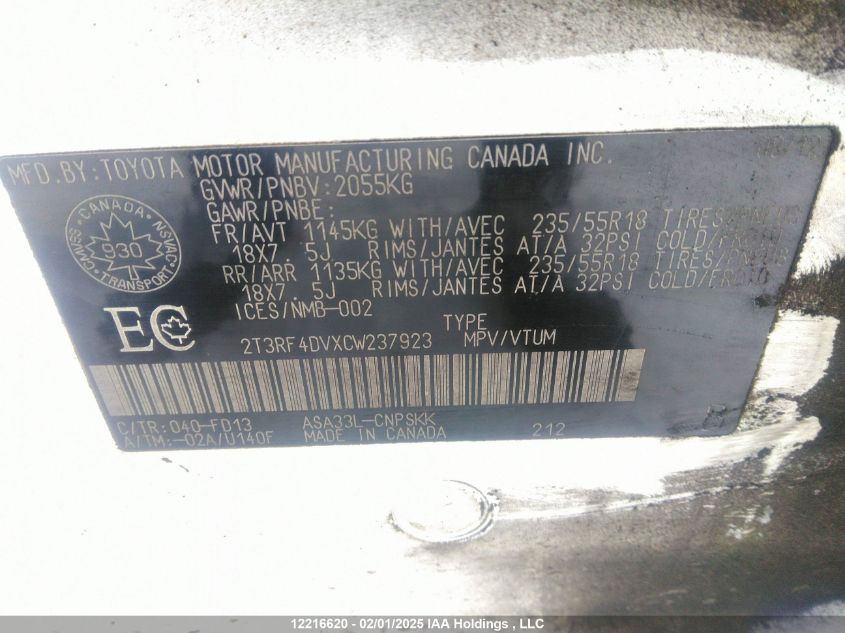 MFD.BY:TOYOTA MOTOR MANUFACTURING CANADA INC.
GVWR/PNBV:2055KG
GAWR/PNBE:
FR/AVT 1145KG WITH/AVEC 235/55R18 TIRES/PNEUS
18X7.5J RIMS/JANTES AT/A 32PSI COLD/FROID
RR/ARR 1135KG WITH/AVEC 235/55R18 TIRES/PNEUS
18X7.5J RIMS/JANTES AT/A 32PSI COLD/FROID
ICES/NMB-002
CANADA
CMVSS NSVAC
930
TRANSPORT
EC
TYPE
2T3RF4DVXCW237923 MPV/VTUM
C/TR:040-FD13 ASA33L-CNPSKK
A/TM:-02A/U140F MADE IN CANADA 212
12216620 - 02/01/2025 IAA Holdings, LLC.